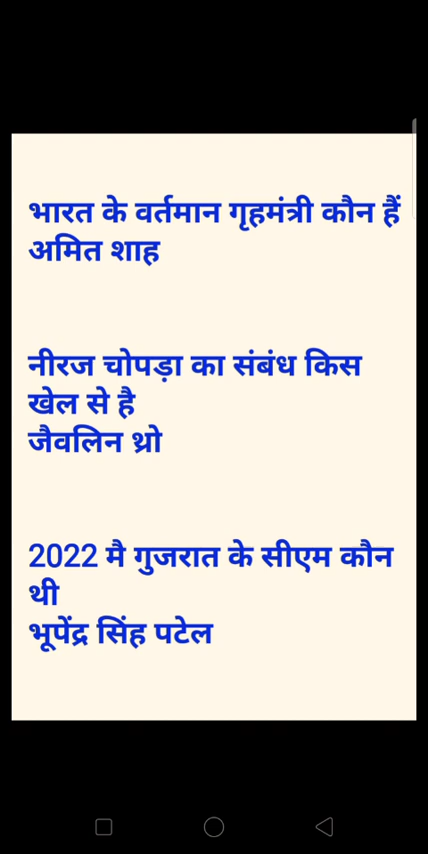 भारत के वर्तमान गृहमंत्री कौन हैं
अमित शाह
नीरज चोपड़ा का संबंध किस
खेल से है
जैवलिन थ्रो
2022 मै गुजरात के सीएम कौन
थी
भूपेंद्र सिंह पटेल